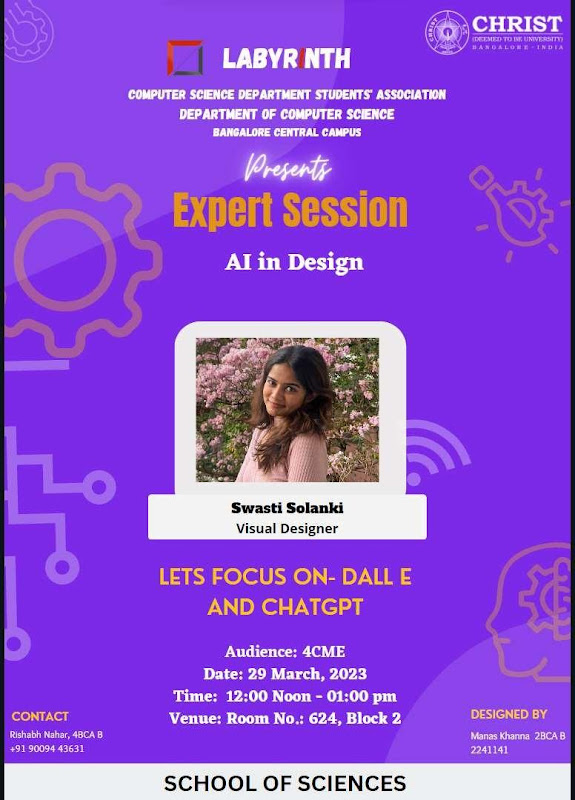 CHRIST
(DEEMED TO BE UNIVERSITY)
BANGALORE · INDIA
LABYRINTH
COMPUTER SCIENCE DEPARTMENT STUDENTS' ASSOCIATION
DEPARTMENT OF COMPUTER SCIENCE
BANGALORE CENTRAL CAMPUS
Presents
Expert Session
AI in Design
Swasti Solanki
Visual Designer
LETS FOCUS ON- DALL E
AND CHATGPT
Audience: 4CME
Date: 29 March, 2023
Time: 12:00 Noon - 01:00 pm
Venue: Room No.: 624, Block 2
CONTACT
Rishabh Nahar, 4BCA B
+91 90094 43631
DESIGNED BY
Manas Khanna 2BCA B
2241141
SCHOOL OF SCIENCES